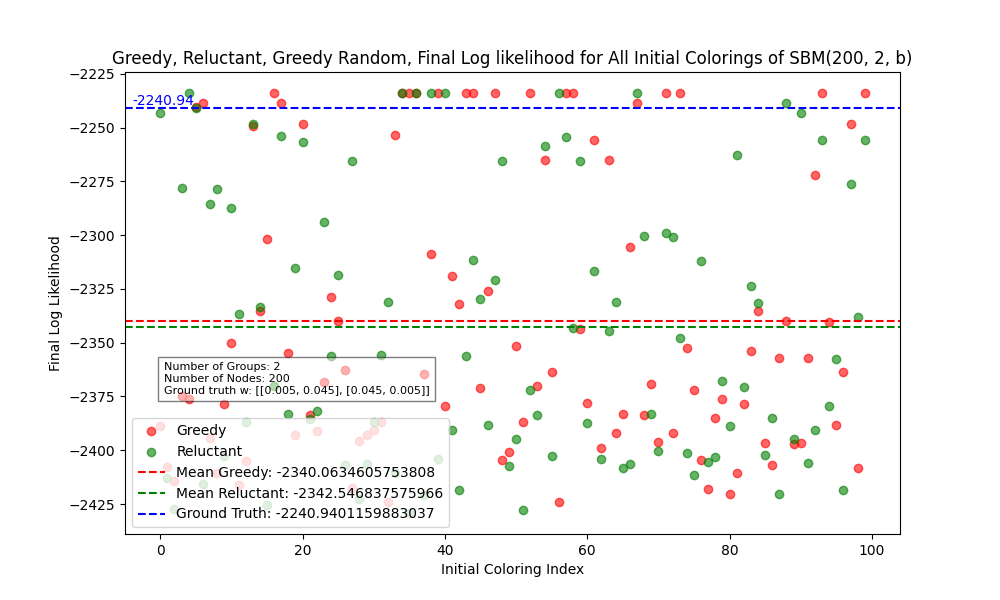 Greedy, Reluctant, Greedy Random, Final Log likelihood for All Initial Colorings of SBM(200, 2, b)
Final Log Likelihood
−2225
−2250
−2275
−2300
−2325
−2350
−2375
−2400
−2425
-2240.94
Number of Groups: 2
Number of Nodes: 200
Ground truth w: [[0.005, 0.045], [0.045, 0.005]]
Greedy
Reluctant
Mean Greedy: -2340.0634605753808
Mean Reluctant: -2342.546837575966
Ground Truth: -2240.9401159883037
0 20 40 60 80 100
Initial Coloring Index